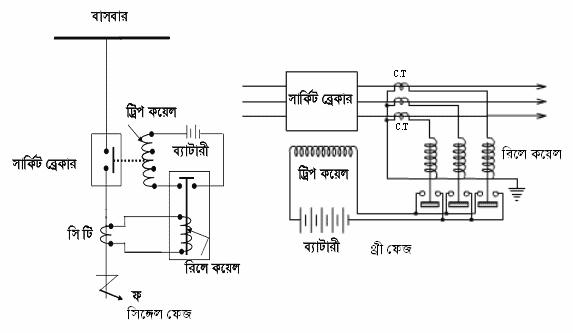 বাসবার
ট্রিপ কয়েল
ব্যাটারী
সার্কিট ব্রেকার
সি টি
রিলে কয়েল
ফ
সিঙ্গেল ফেজ
C.T
সার্কিট ব্রেকার
C.T
রিলে কয়েল
ট্রিপ কয়েল
ব্যাটারী
থ্রী ফেজ